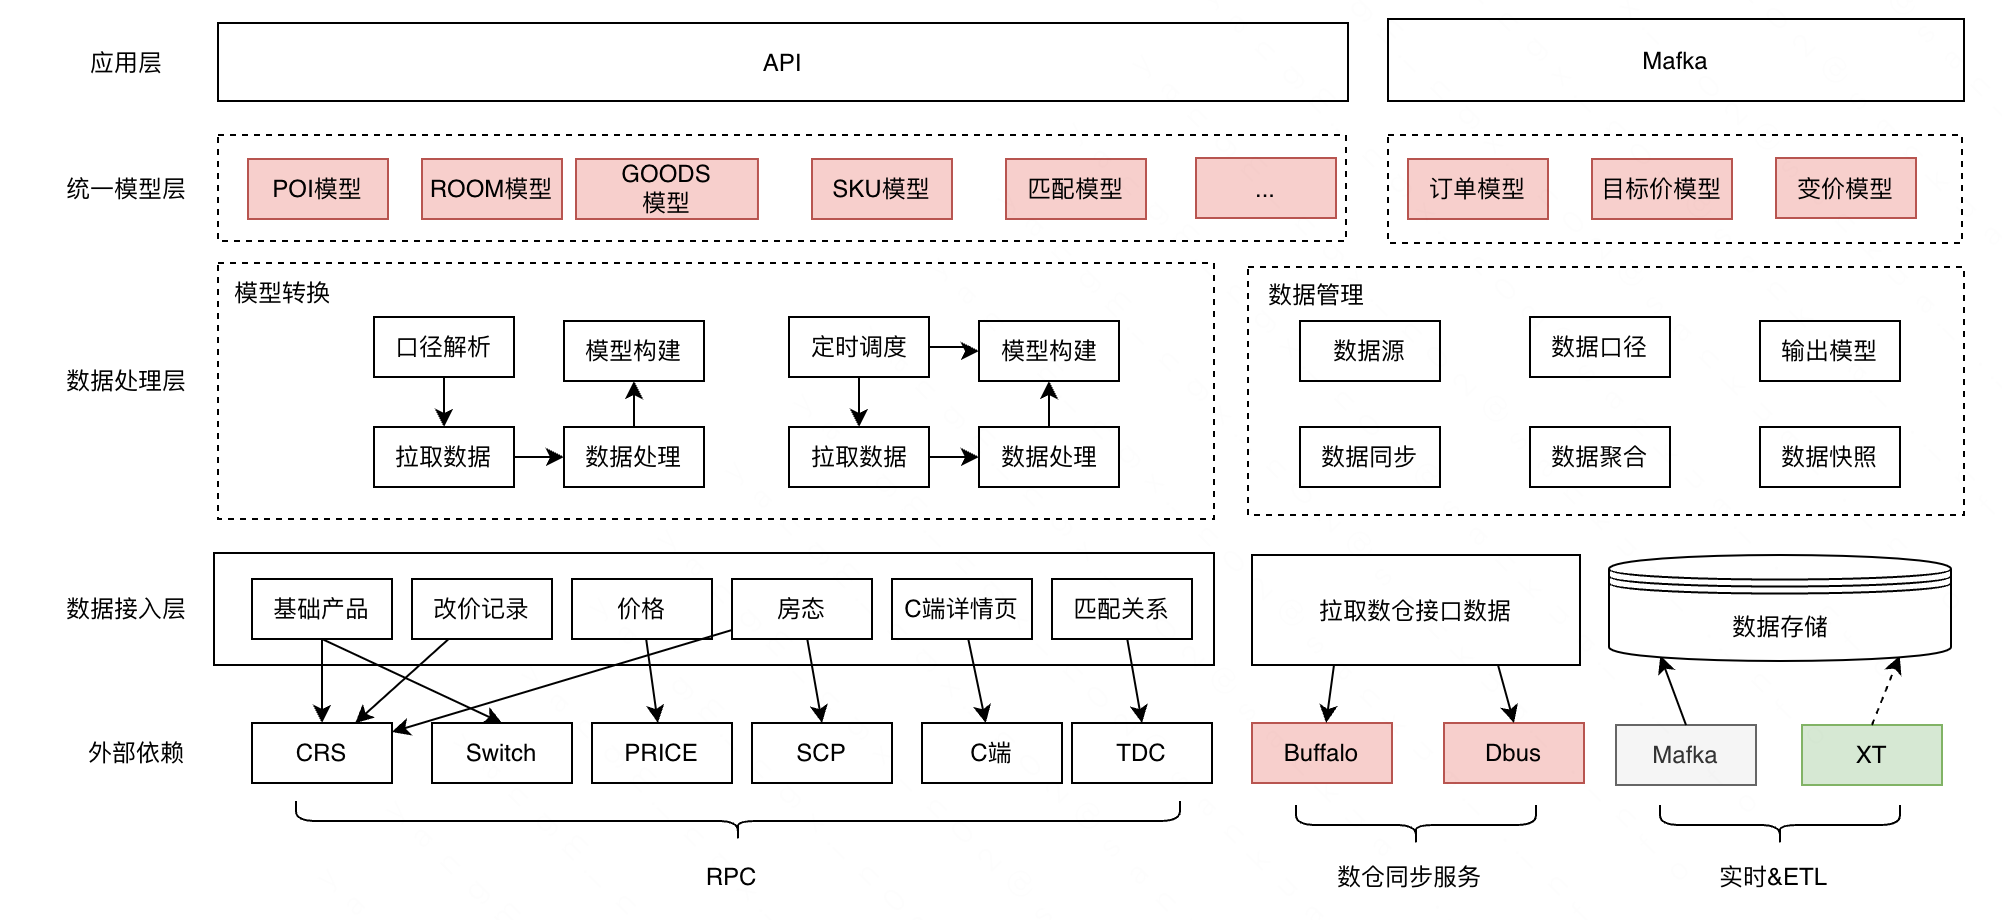 应用层
API
Mafka
统一模型层
POI模型
ROOM模型
GOODS
模型
SKU模型
匹配模型
...
订单模型
目标价模型
变价模型
数据处理层
模型转换
口径解析
模型构建
定时调度
模型构建
拉取数据
数据处理
拉取数据
数据处理
数据管理
数据源
数据口径
输出模型
数据同步
数据聚合
数据快照
数据接入层
基础产品
改价记录
价格
房态
C端详情页
匹配关系
拉取数仓接口数据
数据存储
外部依赖
CRS
Switch
PRICE
SCP
C端
TDC
Buffalo
Dbus
Mafka
XT
RPC
数仓同步服务
实时&ETL